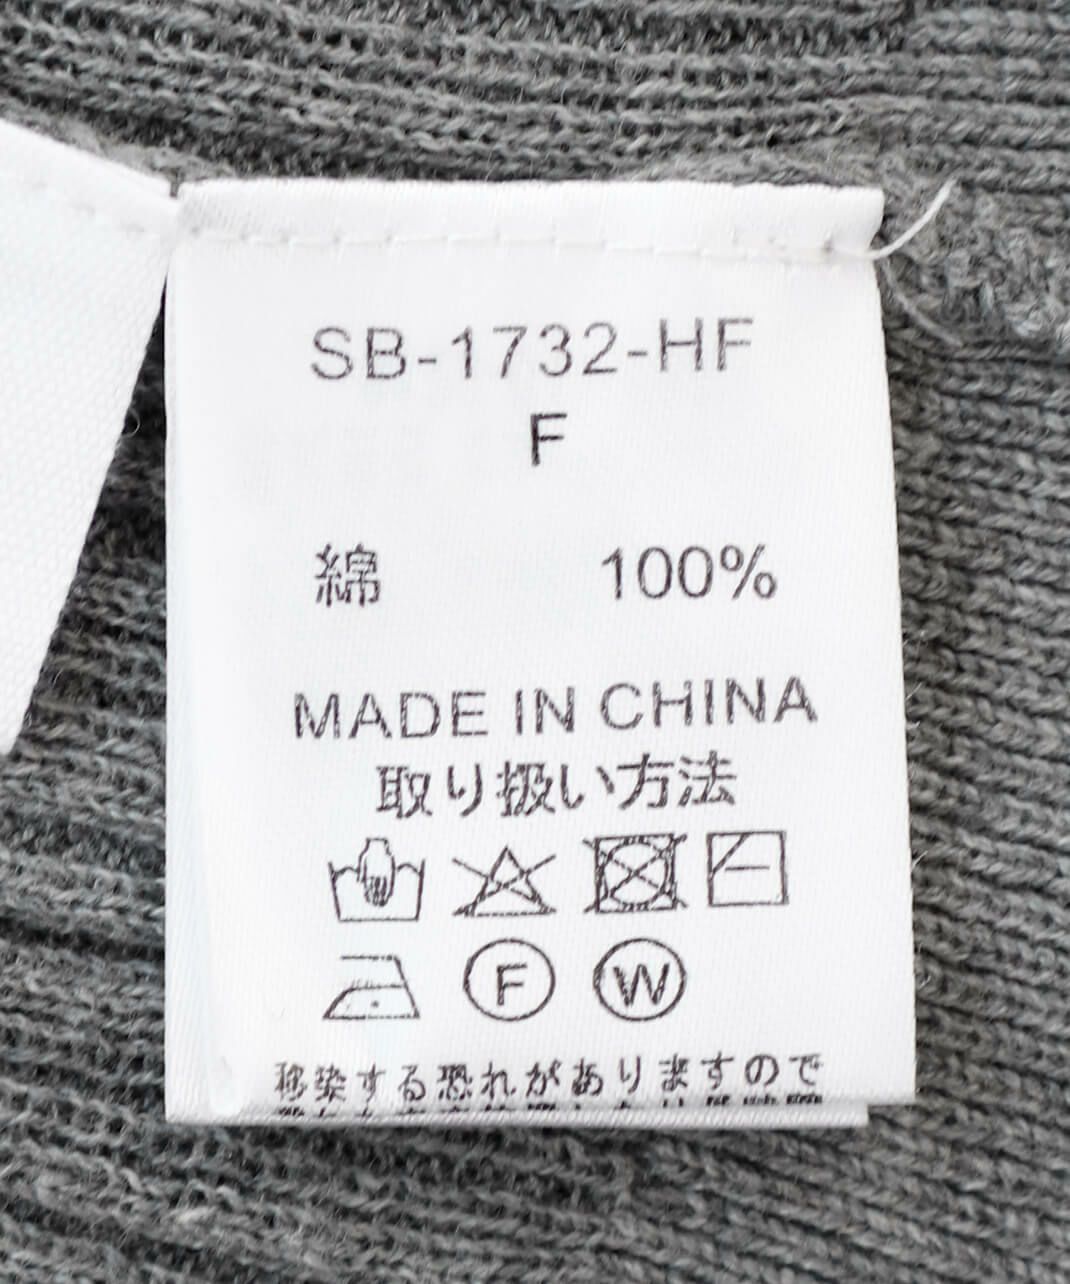 SB-1732-HF
F
綿 100%
MADE IN CHINA
取り扱い方法
F W
移染する恐れがありますので